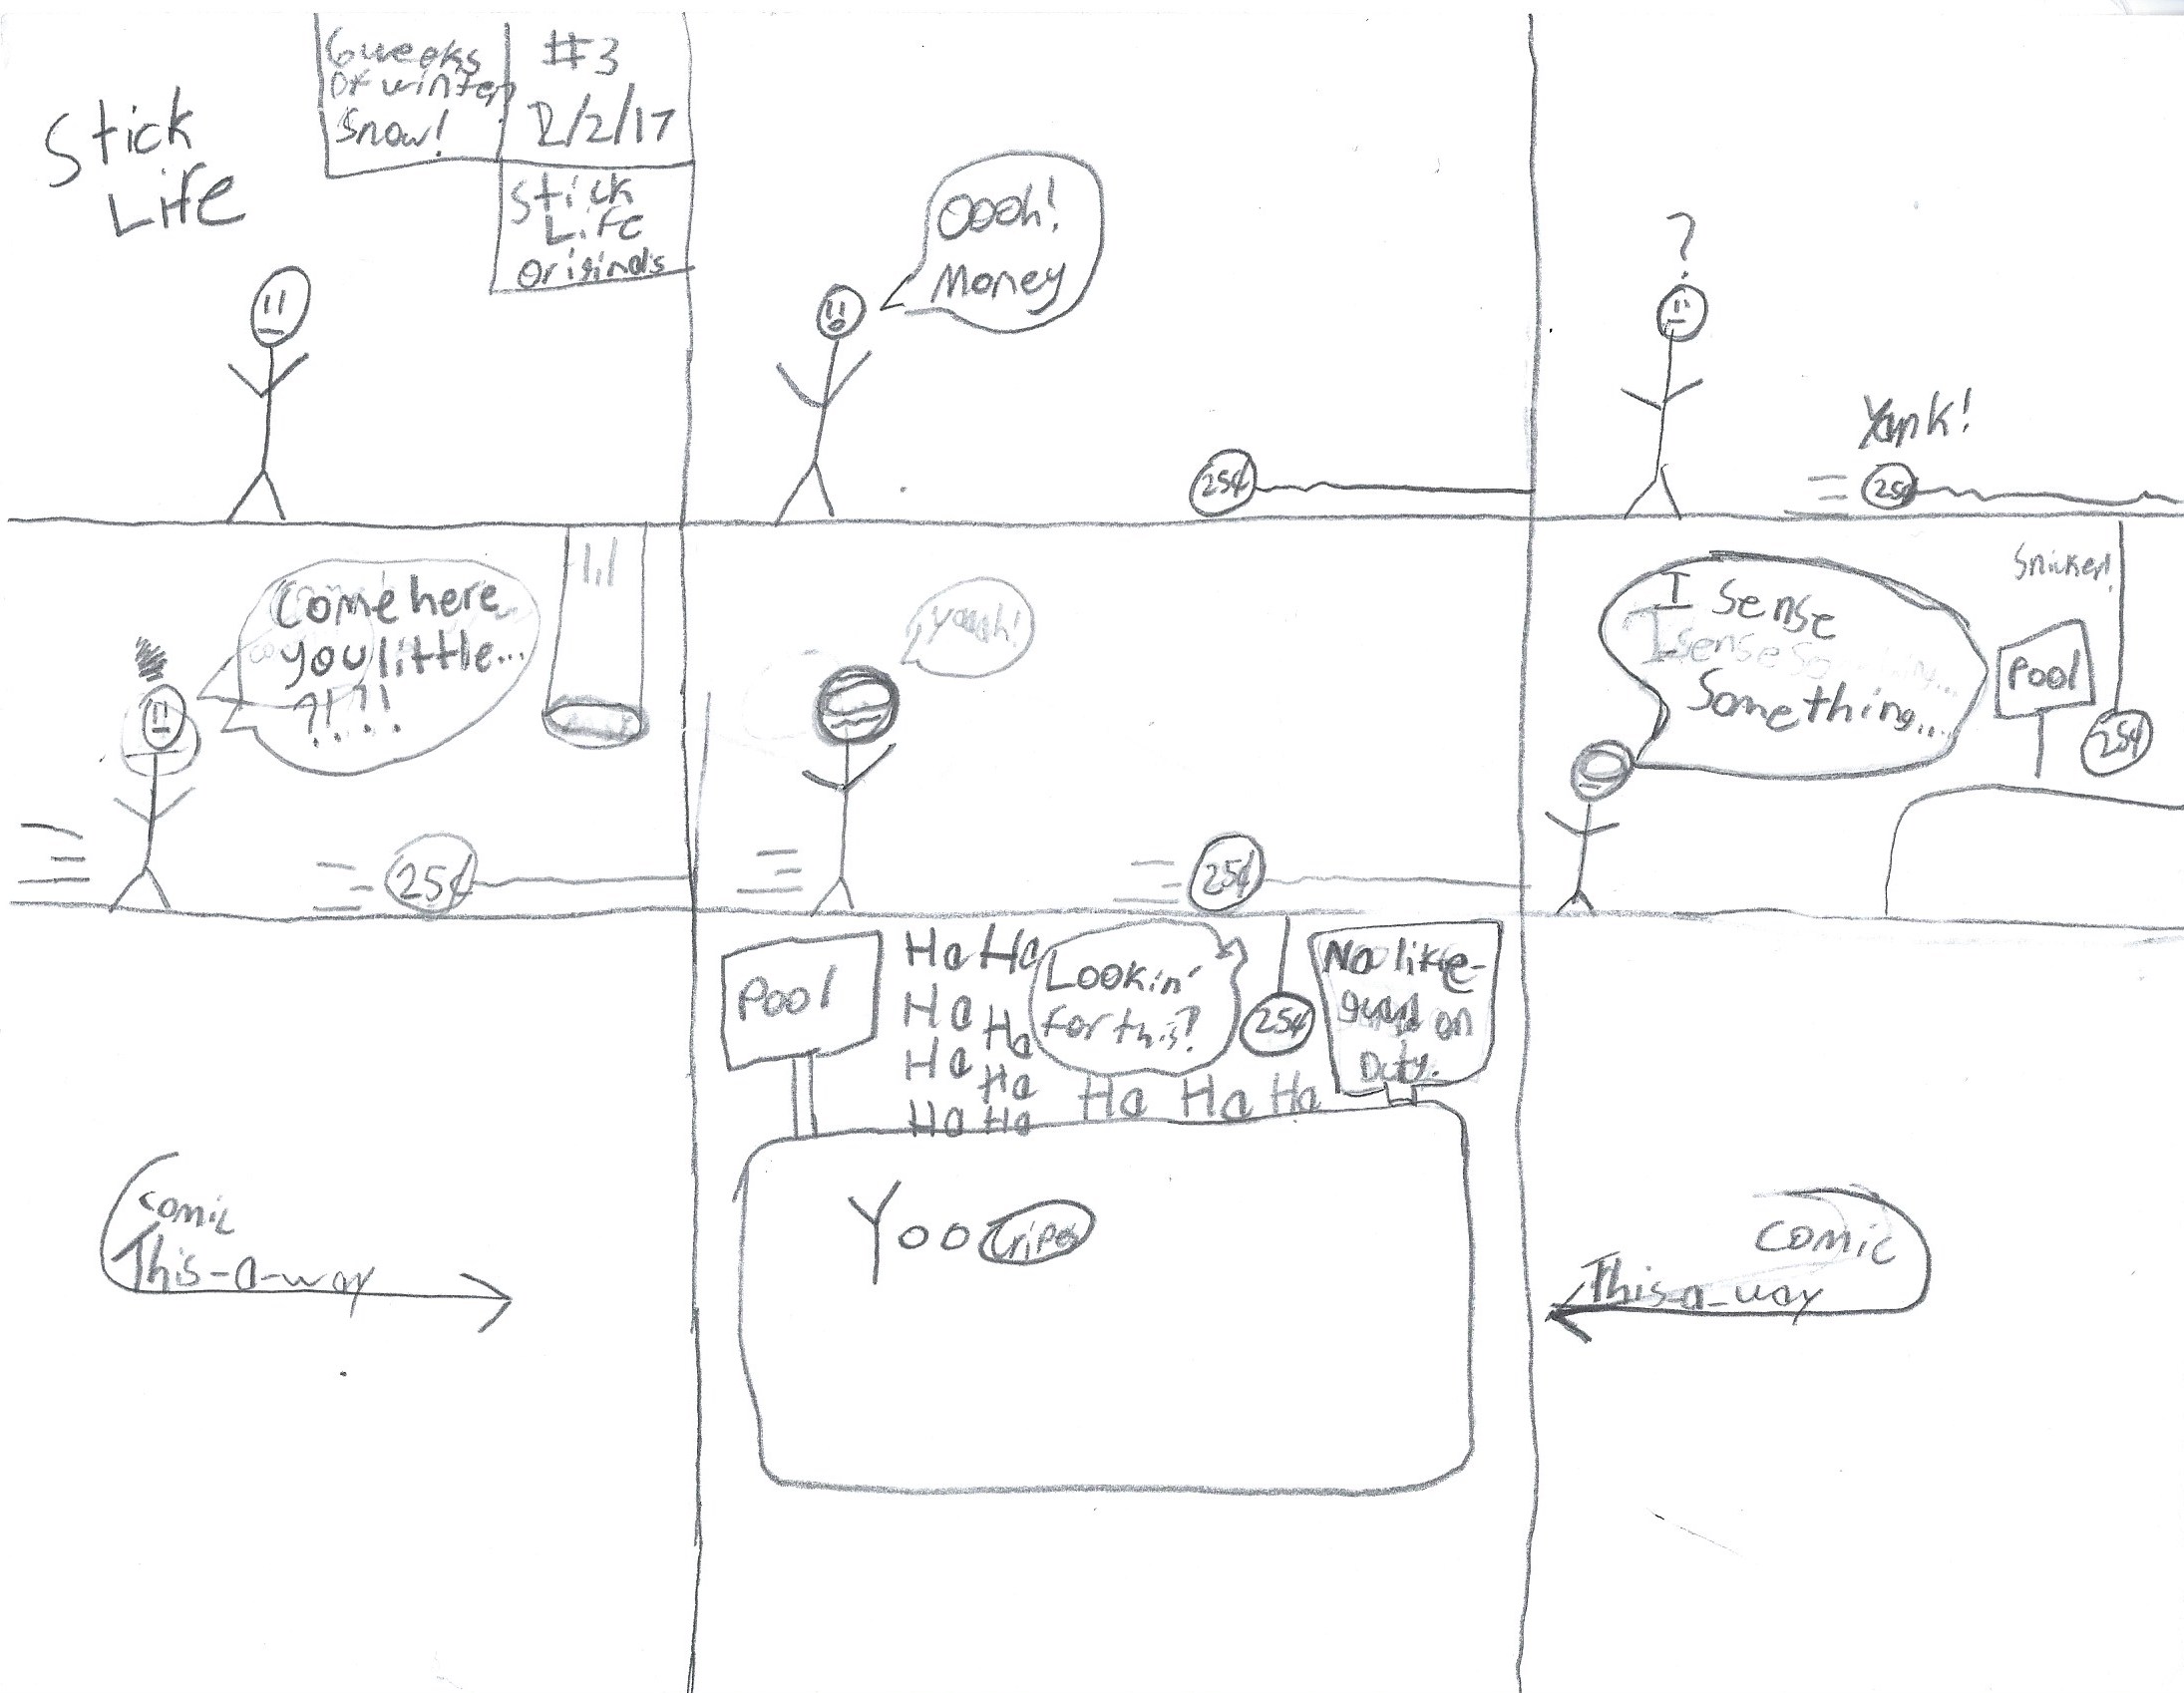 Stick
Life
6 weeks
of winter
Snow!
#3
2/2/17
Stick
Life
Originals
Oooh!
Money
25¢
?
Yank!
25¢
Come here
you little...
?!?!
25¢
Yaaah!
25¢
I sense
Something...
Snicker!
Pool
25¢
Comic
This-a-way
Pool
Ha Ha
Ha Ha
Ha Ha
Ha Ha
Lookin'
for this?
25¢
No life-
guard on
Duty.
Ha Ha Ha
Yoo
Comic
This-a-way